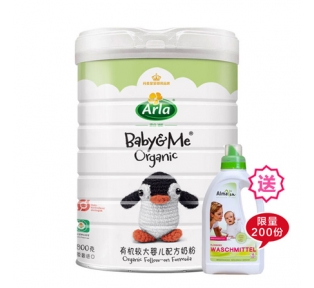 Arla
Baby&Me®
Organic
有机较大婴儿配方奶粉
Organic Follow-on Formula
送
限量
200份
AlmaWin
WASCHMITTEL